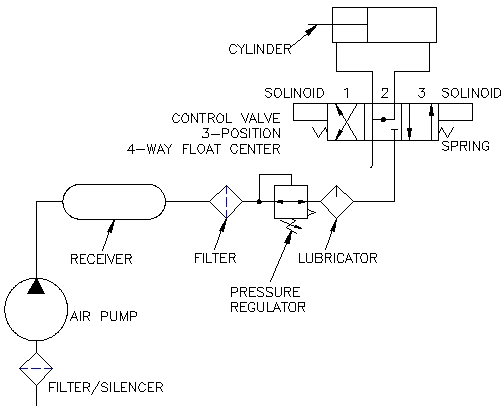 CYLINDER
SOLINOID 1 2 3 SOLINOID
CONTROL VALVE
3-POSITION
4-WAY FLOAT CENTER
SPRING
RECEIVER
FILTER
LUBRICATOR
PRESSURE
REGULATOR
AIR PUMP
FILTER/SILENCER